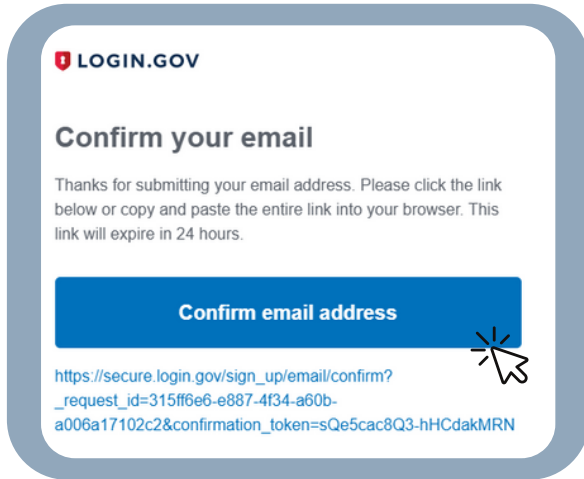 LOGIN.GOV
Confirm your email
Thanks for submitting your email address. Please click the link
below or copy and paste the entire link into your browser. This
link will expire in 24 hours.
Confirm email address
https://secure.login.gov/sign_up/email/confirm?
_request_id=315ff6e6-e887-4f34-a60b-
a006a17102c2&confirmation_token=sQe5cac8Q3-hHCdakMRN